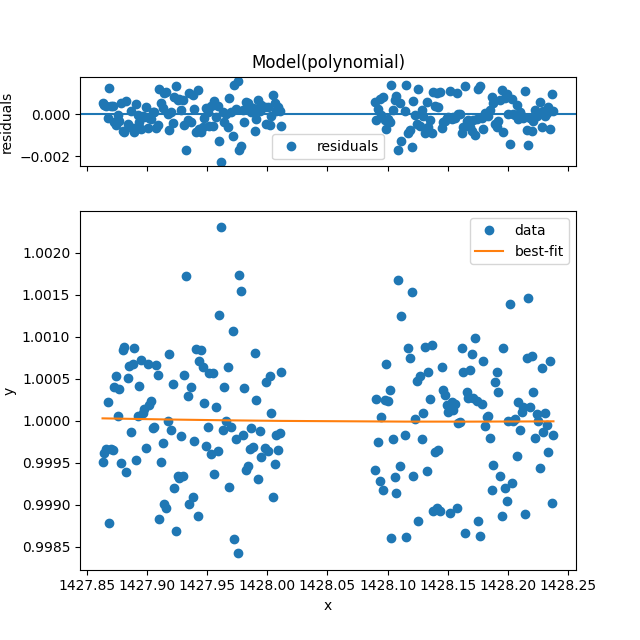 Model(polynomial)
0.000
−0.002
residuals
residuals
1.0020
1.0015
1.0010
1.0005
1.0000
0.9995
0.9990
0.9985
y
data
best-fit
1427.85 1427.90 1427.95 1428.00 1428.05 1428.10 1428.15 1428.20 1428.25
x